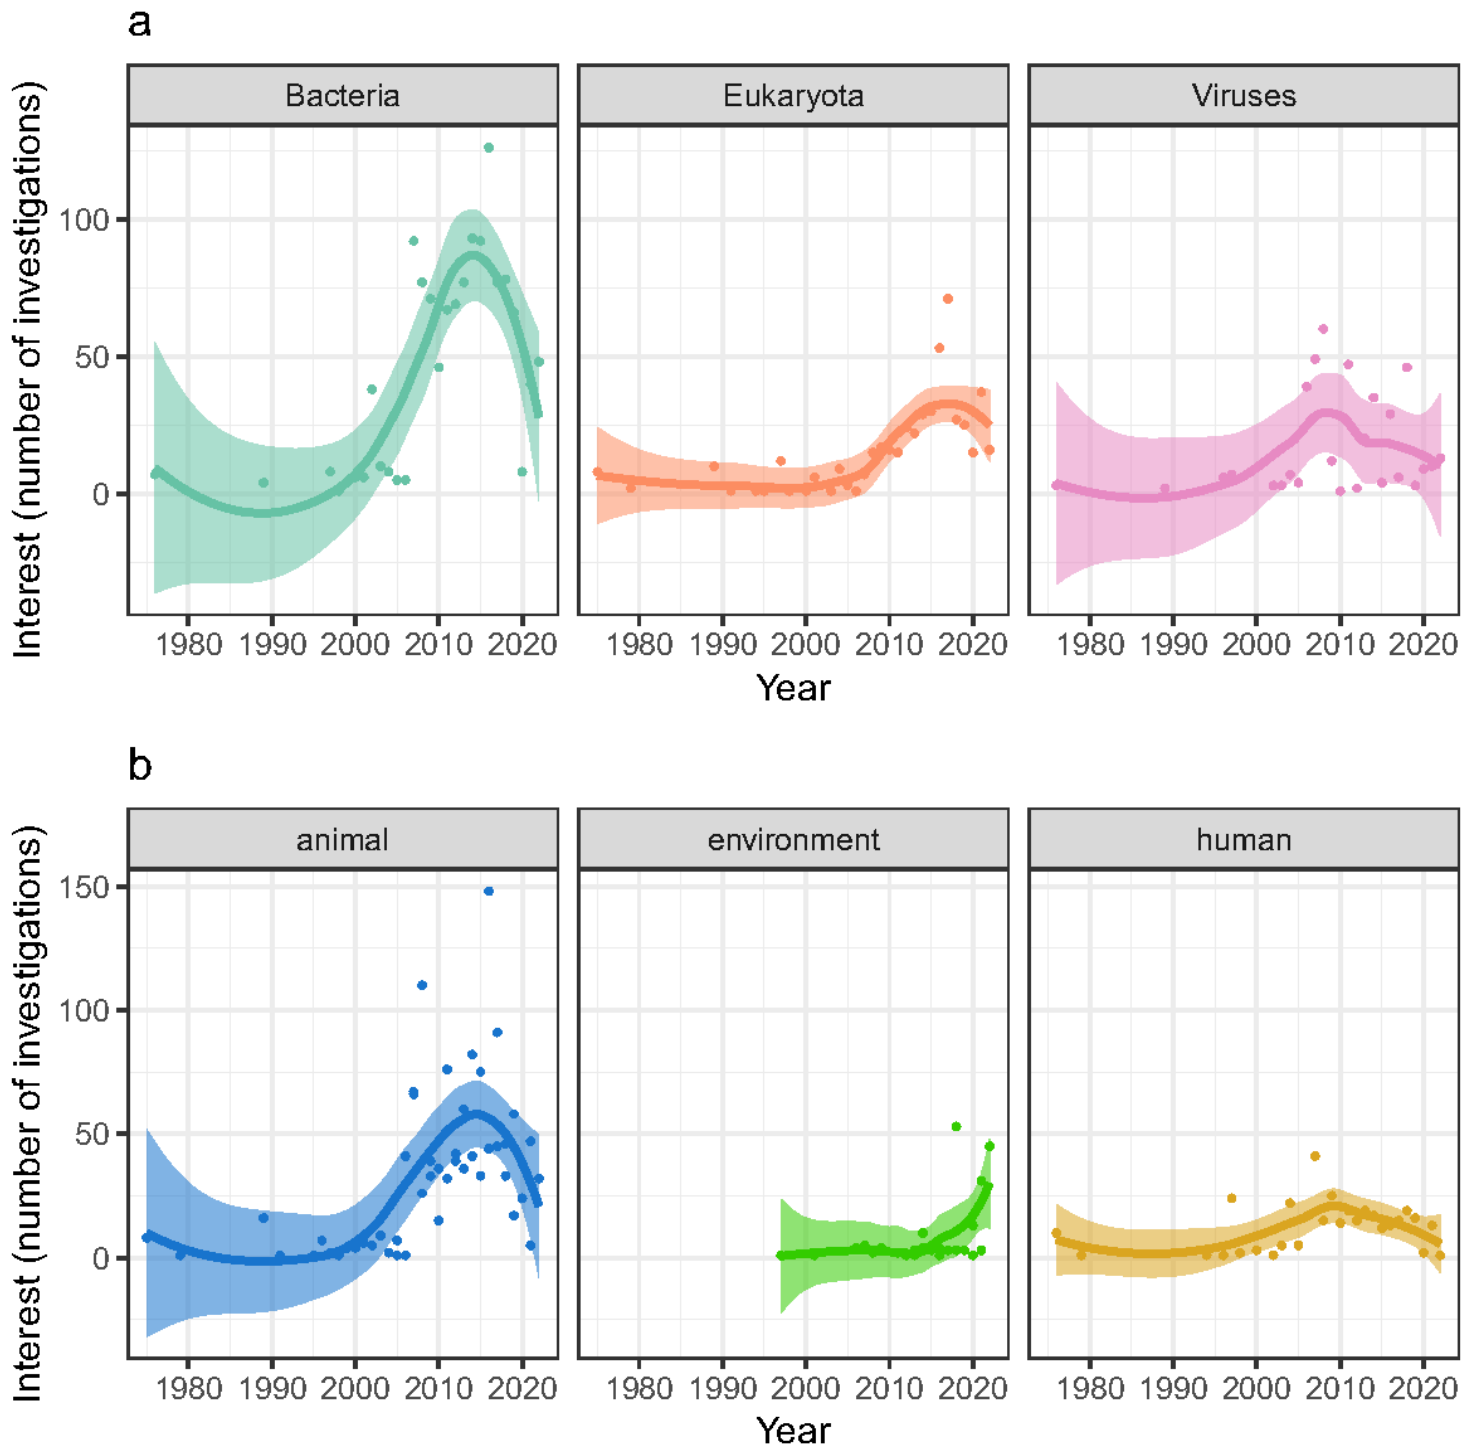 a
Bacteria Eukaryota Viruses
Interest (number of investigations)
100
50
0
1980 1990 2000 2010 2020 1980 1990 2000 2010 2020 1980 1990 2000 2010 2020
Year
b
animal environment human
Interest (number of investigations)
150
100
50
0
1980 1990 2000 2010 2020 1980 1990 2000 2010 2020 1980 1990 2000 2010 2020
Year